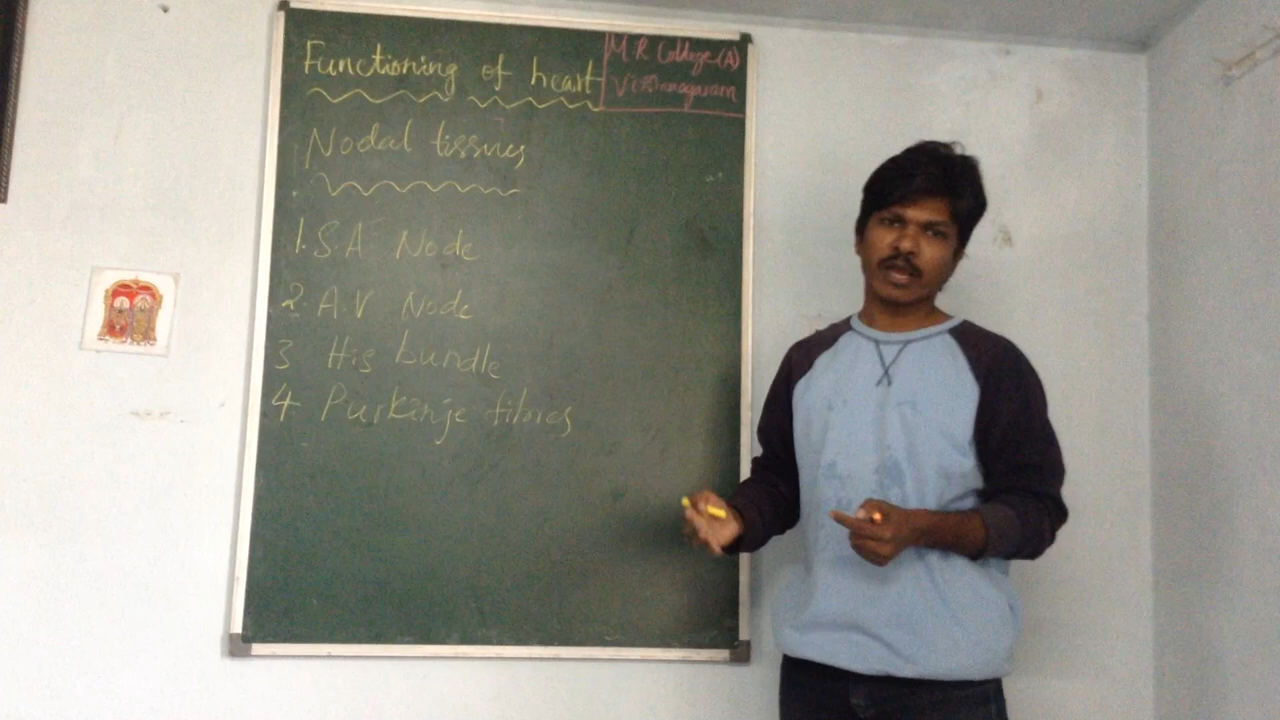 Functioning of heart
M R College (A)
Vizianagaram
Nodal tissues
1. S.A Node
2. A.V Node
3 His bundle
4 Purkinje fibres